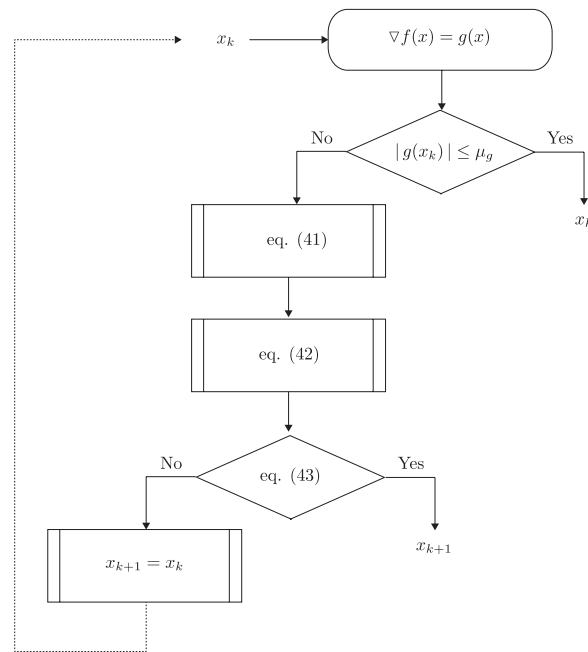 x_k
▽f(x) = g(x)
No
Yes
| g(x_k) | ≤ μ_g
eq. (41)
eq. (42)
No
Yes
eq. (43)
x_{k+1}
x_{k+1} = x_k